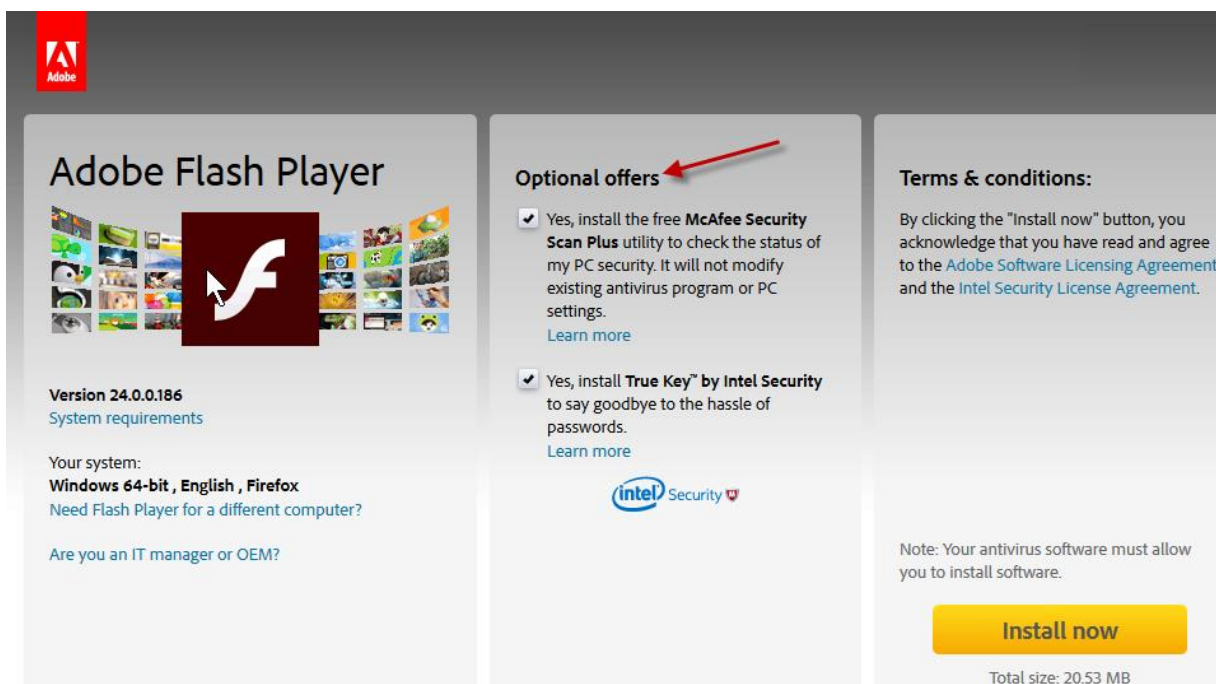 Adobe
Adobe Flash Player
Version 24.0.0.186
System requirements
Your system:
Windows 64-bit , English , Firefox
Need Flash Player for a different computer?
Are you an IT manager or OEM?
Optional offers
Yes, install the free McAfee Security
Scan Plus utility to check the status of
my PC security. It will not modify
existing antivirus program or PC
settings.
Learn more
Yes, install True Key™ by Intel Security
to say goodbye to the hassle of
passwords.
Learn more
intel Security
Terms & conditions:
By clicking the "Install now" button, you
acknowledge that you have read and agree
to the Adobe Software Licensing Agreement
and the Intel Security License Agreement.
Note: Your antivirus software must allow
you to install software.
Install now
Total size: 20.53 MB